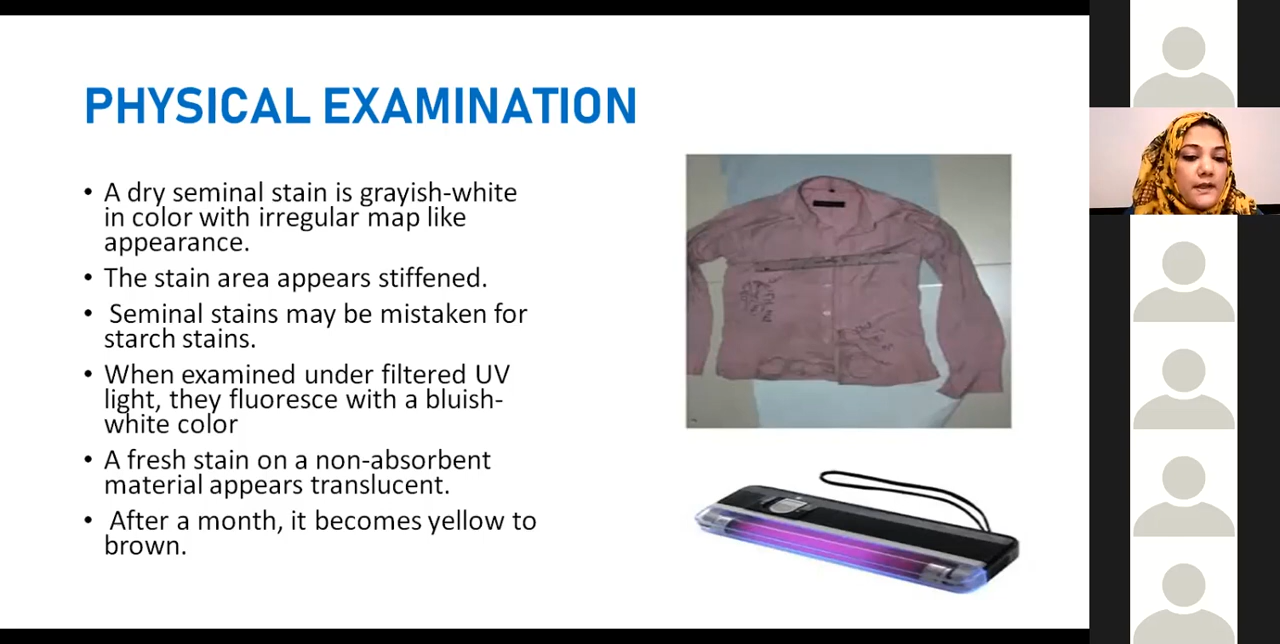 PHYSICAL EXAMINATION
• A dry seminal stain is grayish-white
in color with irregular map like
appearance.
• The stain area appears stiffened.
• Seminal stains may be mistaken for
starch stains.
• When examined under filtered UV
light, they fluoresce with a bluish-
white color
• A fresh stain on a non-absorbent
material appears translucent.
• After a month, it becomes yellow to
brown.